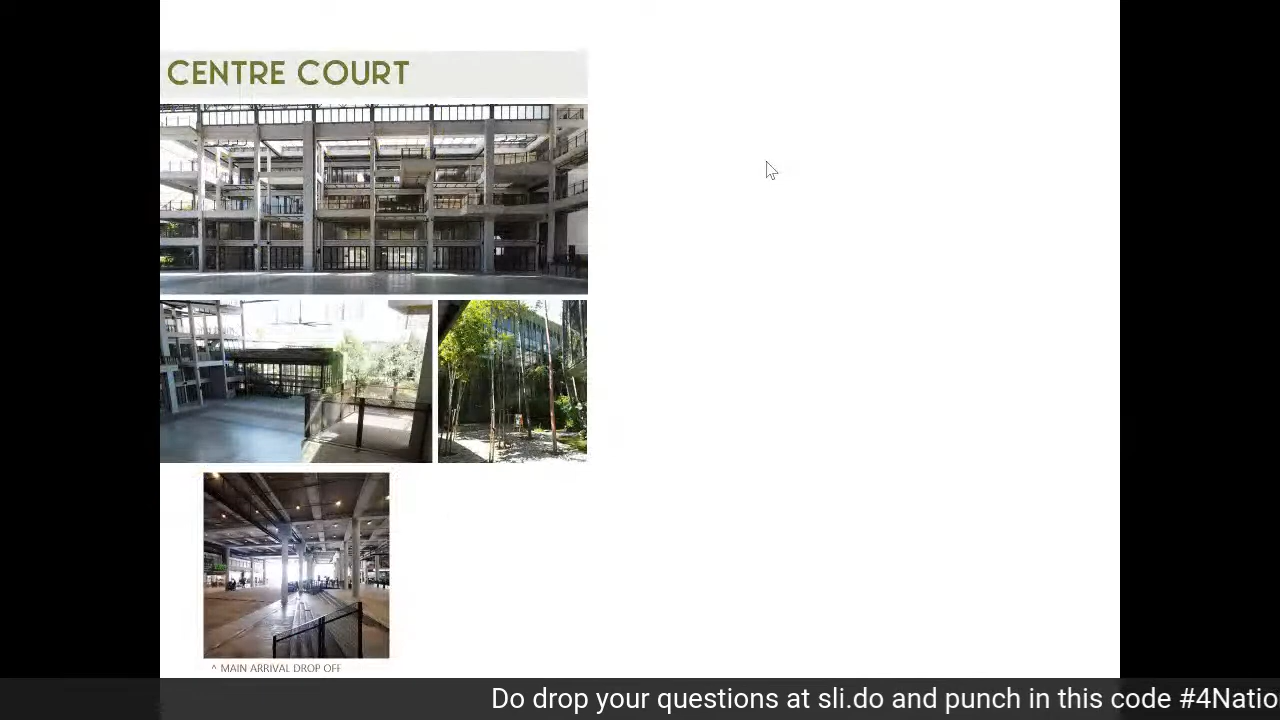 CENTRE COURT
^ MAIN ARRIVAL DROP OFF
Do drop your questions at sli.do and punch in this code #4Natio